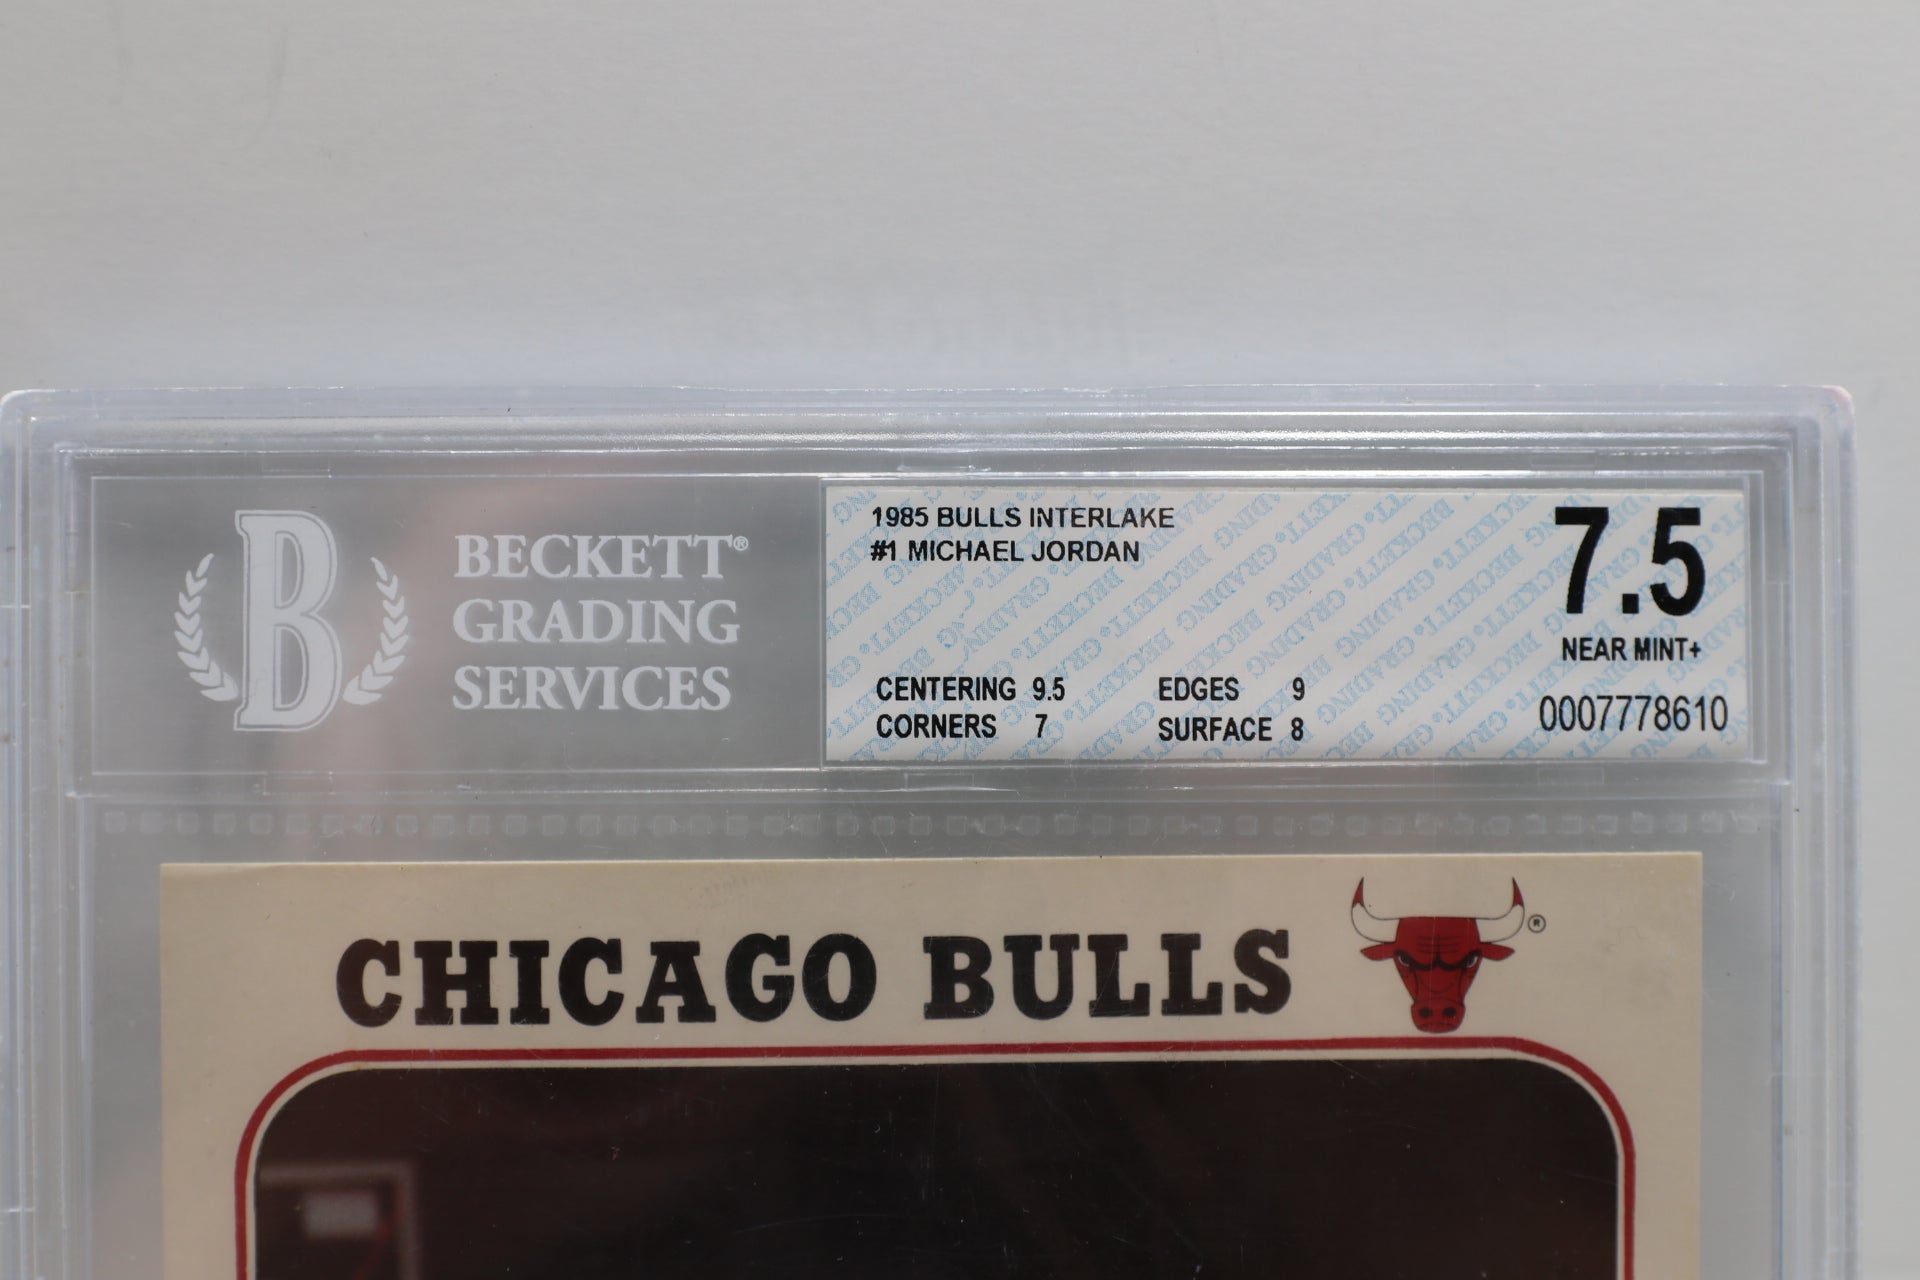 B
BECKETT®
GRADING
SERVICES
1985 BULLS INTERLAKE
#1 MICHAEL JORDAN
7.5
NEAR MINT+
CENTERING 9.5 EDGES 9
CORNERS 7 SURFACE 8
0007778610
CHICAGO BULLS ®